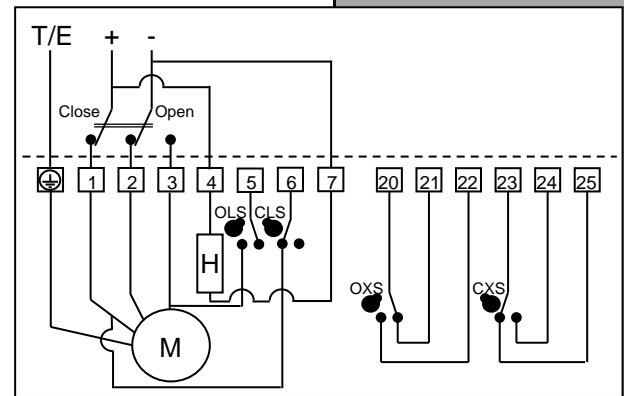 T/E + -
Close Open
1 2 3 4 5 6 7 20 21 22 23 24 25
OLS CLS
H
OXS CXS
M